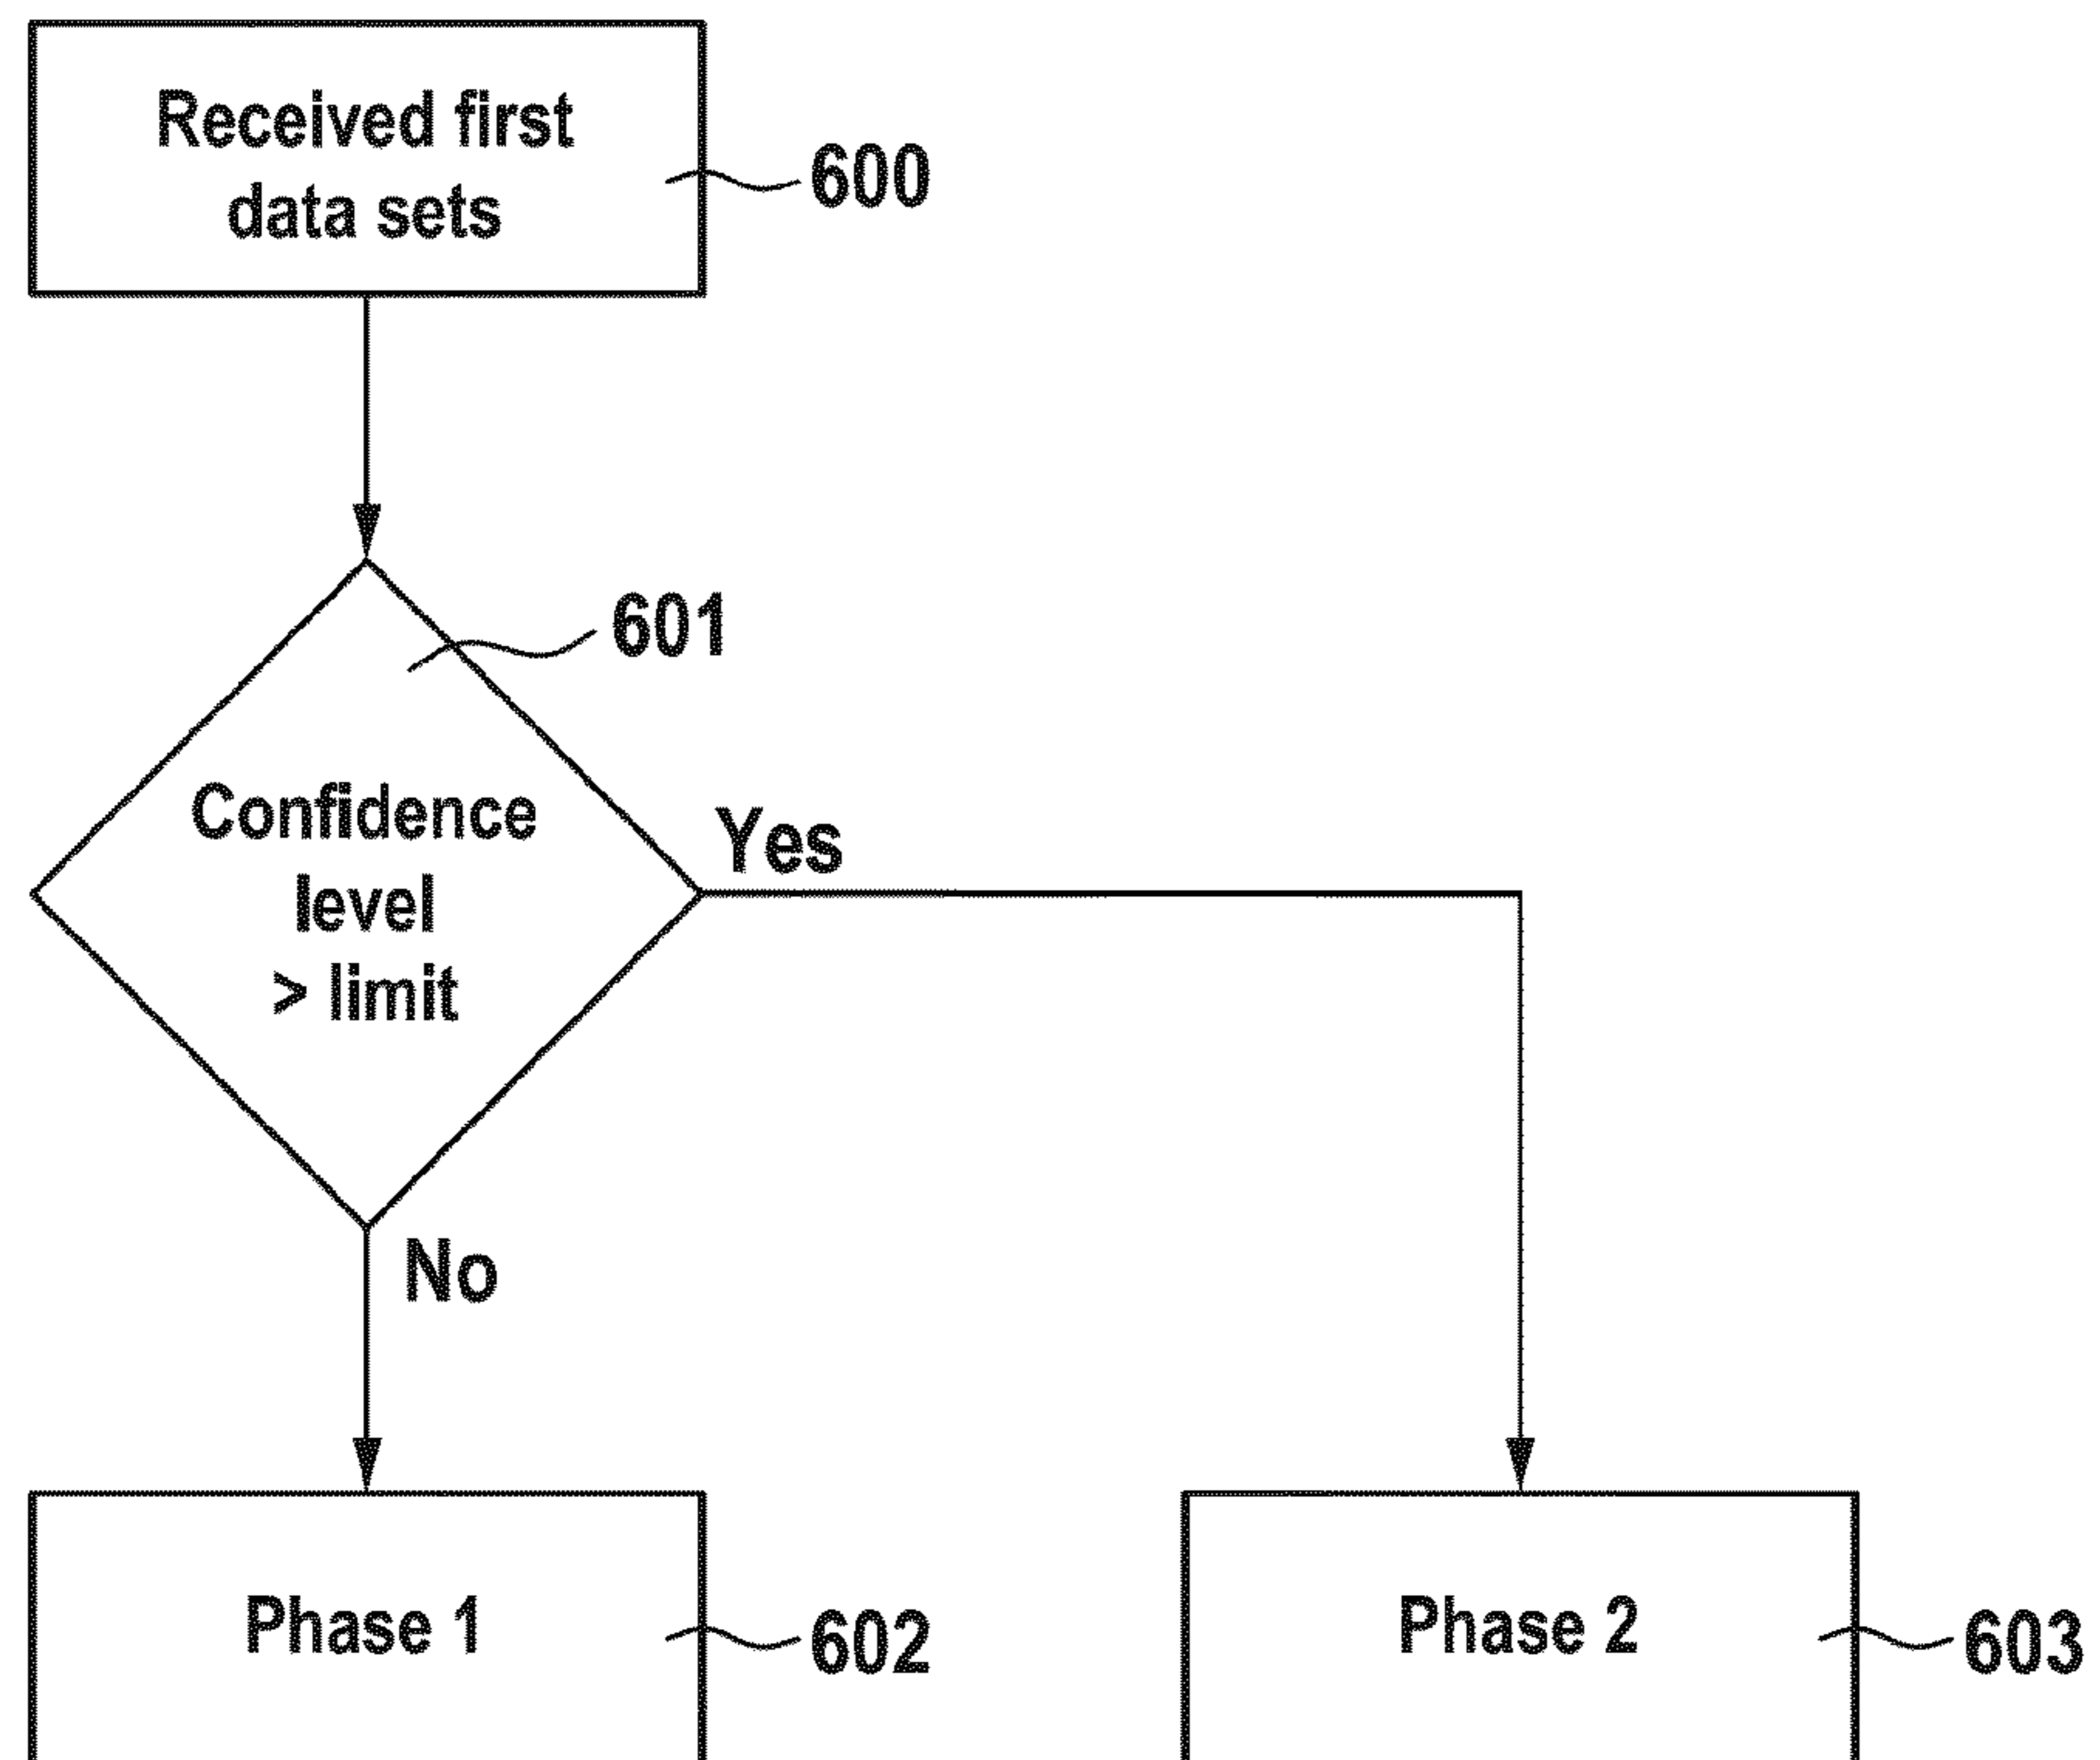 Received first
data sets
600
601
Confidence
level
> limit
Yes
No
Phase 1
602
Phase 2
603